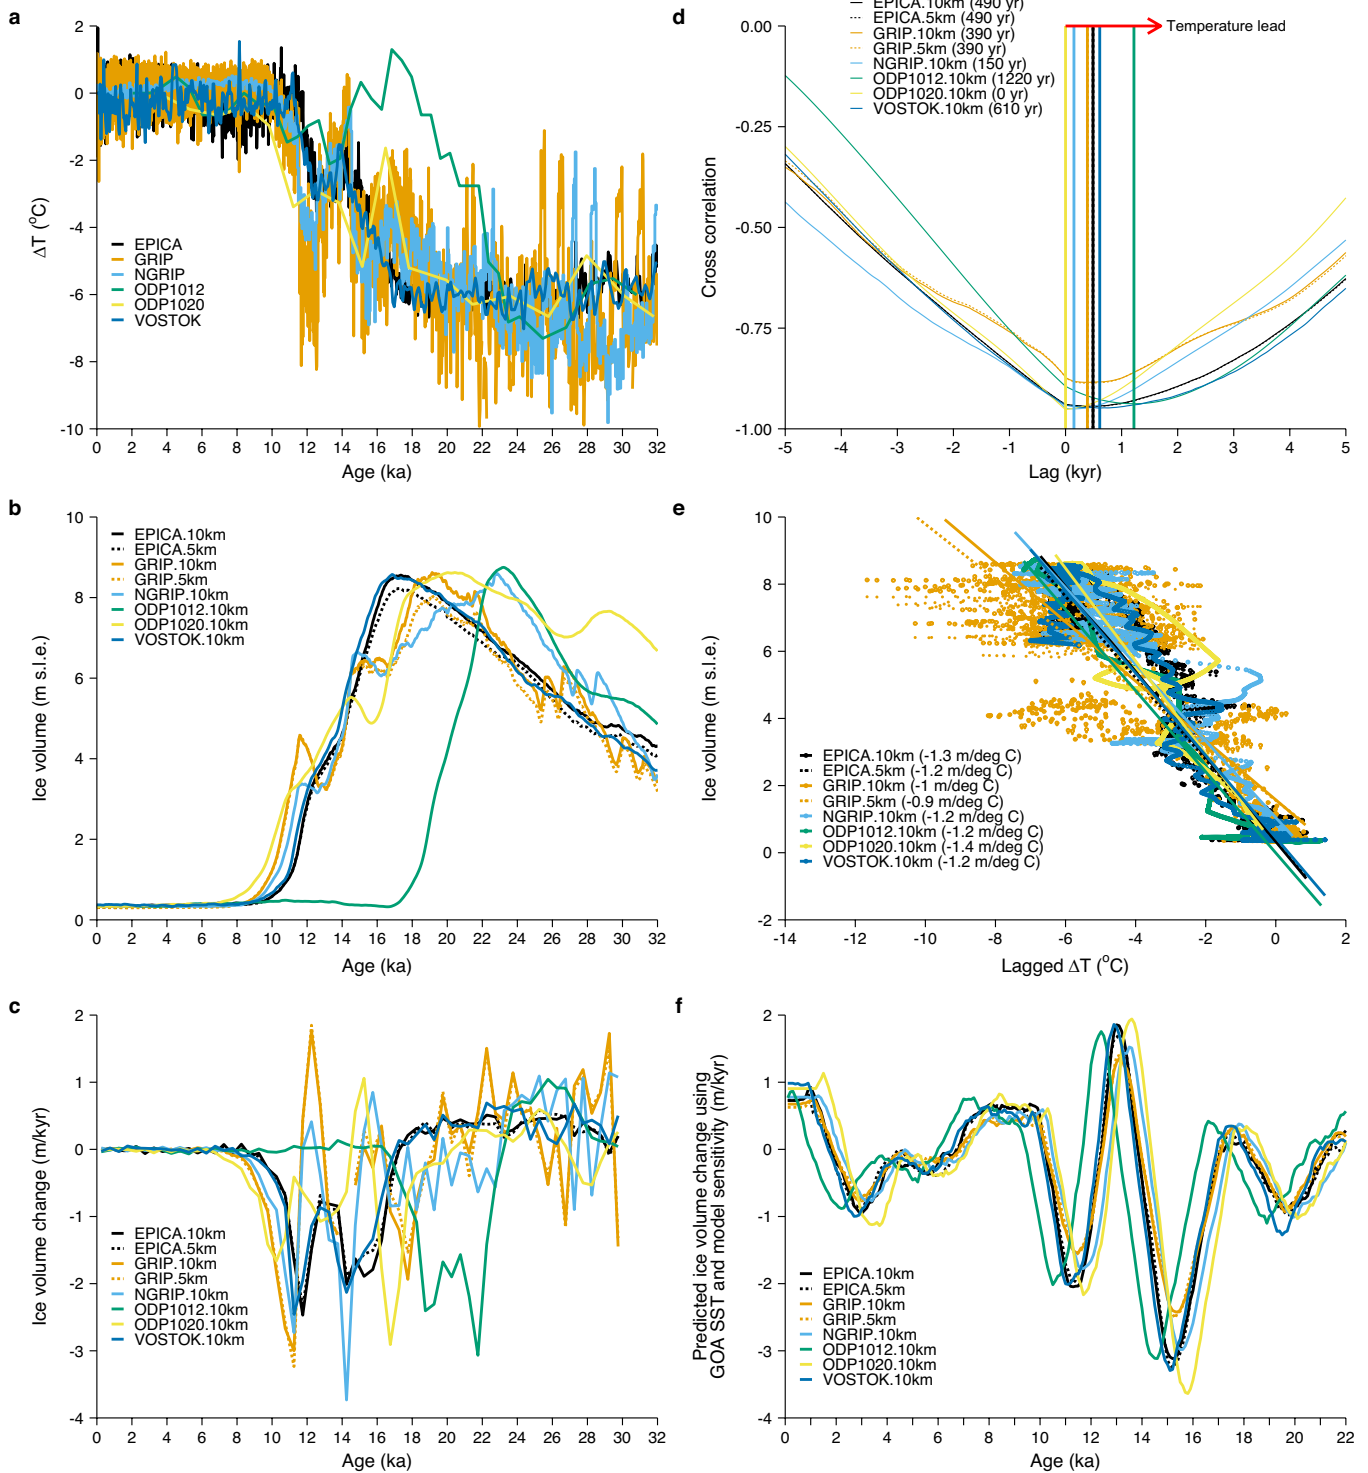 a
2
0
-2
-4
-6
-8
-10
ΔT (°C)
EPICA
GRIP
NGRIP
ODP1012
ODP1020
VOSTOK
0 2 4 6 8 10 12 14 16 18 20 22 24 26 28 30 32
Age (ka)
b
10
8
6
4
2
0
Ice volume (m s.l.e.)
EPICA.10km
EPICA.5km
GRIP.10km
GRIP.5km
NGRIP.10km
ODP1012.10km
ODP1020.10km
VOSTOK.10km
0 2 4 6 8 10 12 14 16 18 20 22 24 26 28 30 32
Age (ka)
c
2
1
0
-1
-2
-3
-4
Ice volume change (m/kyr)
EPICA.10km
EPICA.5km
GRIP.10km
GRIP.5km
NGRIP.10km
ODP1012.10km
ODP1020.10km
VOSTOK.10km
0 2 4 6 8 10 12 14 16 18 20 22 24 26 28 30 32
Age (ka)
d
EPICA.10km (490 yr)
EPICA.5km (490 yr)
GRIP.10km (390 yr)
GRIP.5km (390 yr)
NGRIP.10km (150 yr)
ODP1012.10km (1220 yr)
ODP1020.10km (0 yr)
VOSTOK.10km (610 yr)
Temperature lead
0.00
-0.25
-0.50
-0.75
-1.00
Cross correlation
-5 -4 -3 -2 -1 0 1 2 3 4 5
Lag (kyr)
e
10
8
6
4
2
0
-2
Ice volume (m s.l.e.)
EPICA.10km (-1.3 m/deg C)
EPICA.5km (-1.2 m/deg C)
GRIP.10km (-1 m/deg C)
GRIP.5km (-0.9 m/deg C)
NGRIP.10km (-1.2 m/deg C)
ODP1012.10km (-1.2 m/deg C)
ODP1020.10km (-1.4 m/deg C)
VOSTOK.10km (-1.2 m/deg C)
-14 -12 -10 -8 -6 -4 -2 0 2
Lagged ΔT (°C)
f
2
1
0
-1
-2
-3
-4
Predicted ice volume change using
GOA SST and model sensitivity (m/kyr)
EPICA.10km
EPICA.5km
GRIP.10km
GRIP.5km
NGRIP.10km
ODP1012.10km
ODP1020.10km
VOSTOK.10km
0 2 4 6 8 10 12 14 16 18 20 22
Age (ka)